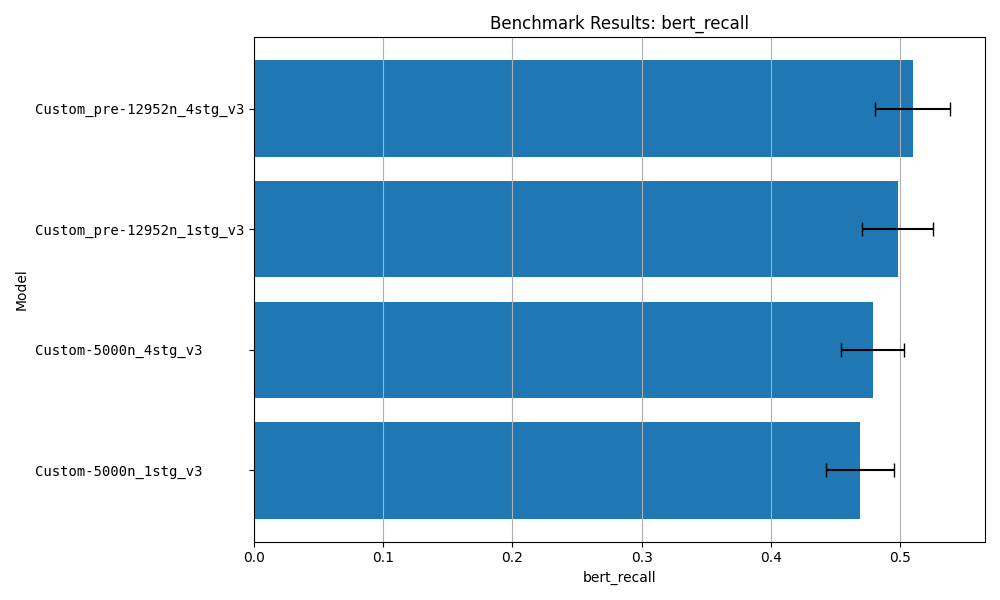 Benchmark Results: bert_recall
Model
Custom_pre-12952n_4stg_v3
Custom_pre-12952n_1stg_v3
Custom-5000n_4stg_v3
Custom-5000n_1stg_v3
0.0 0.1 0.2 0.3 0.4 0.5
bert_recall